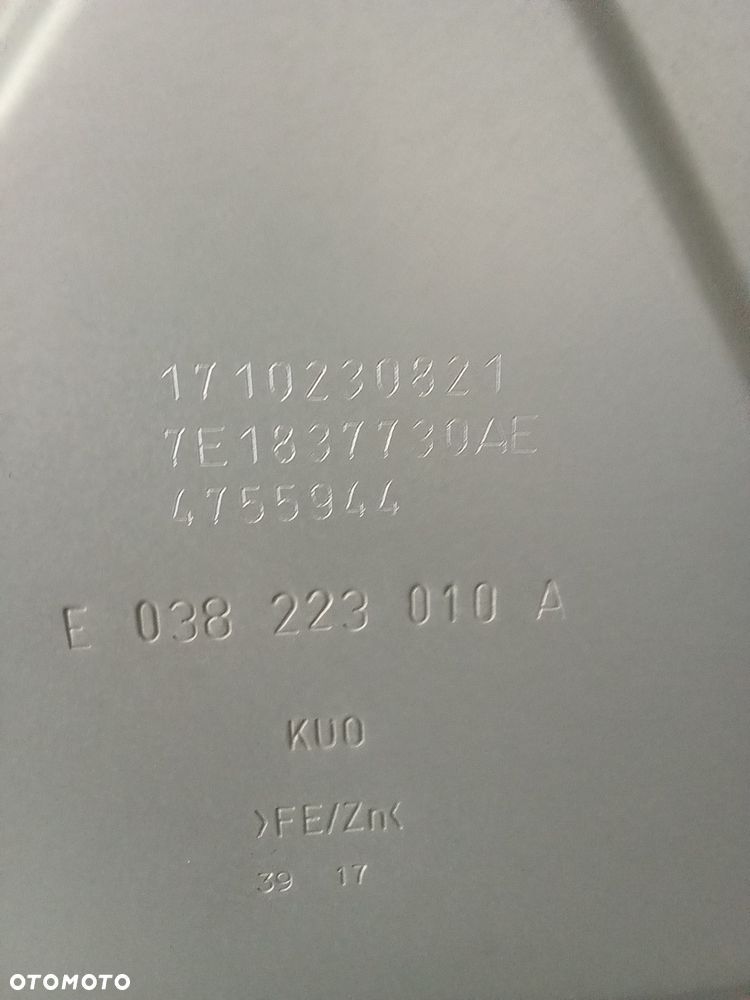 1710230821
7E1837730AE
4755944
E 038 223 010 A
KUO
>FE/Zn<
39 17
OTOMOTO